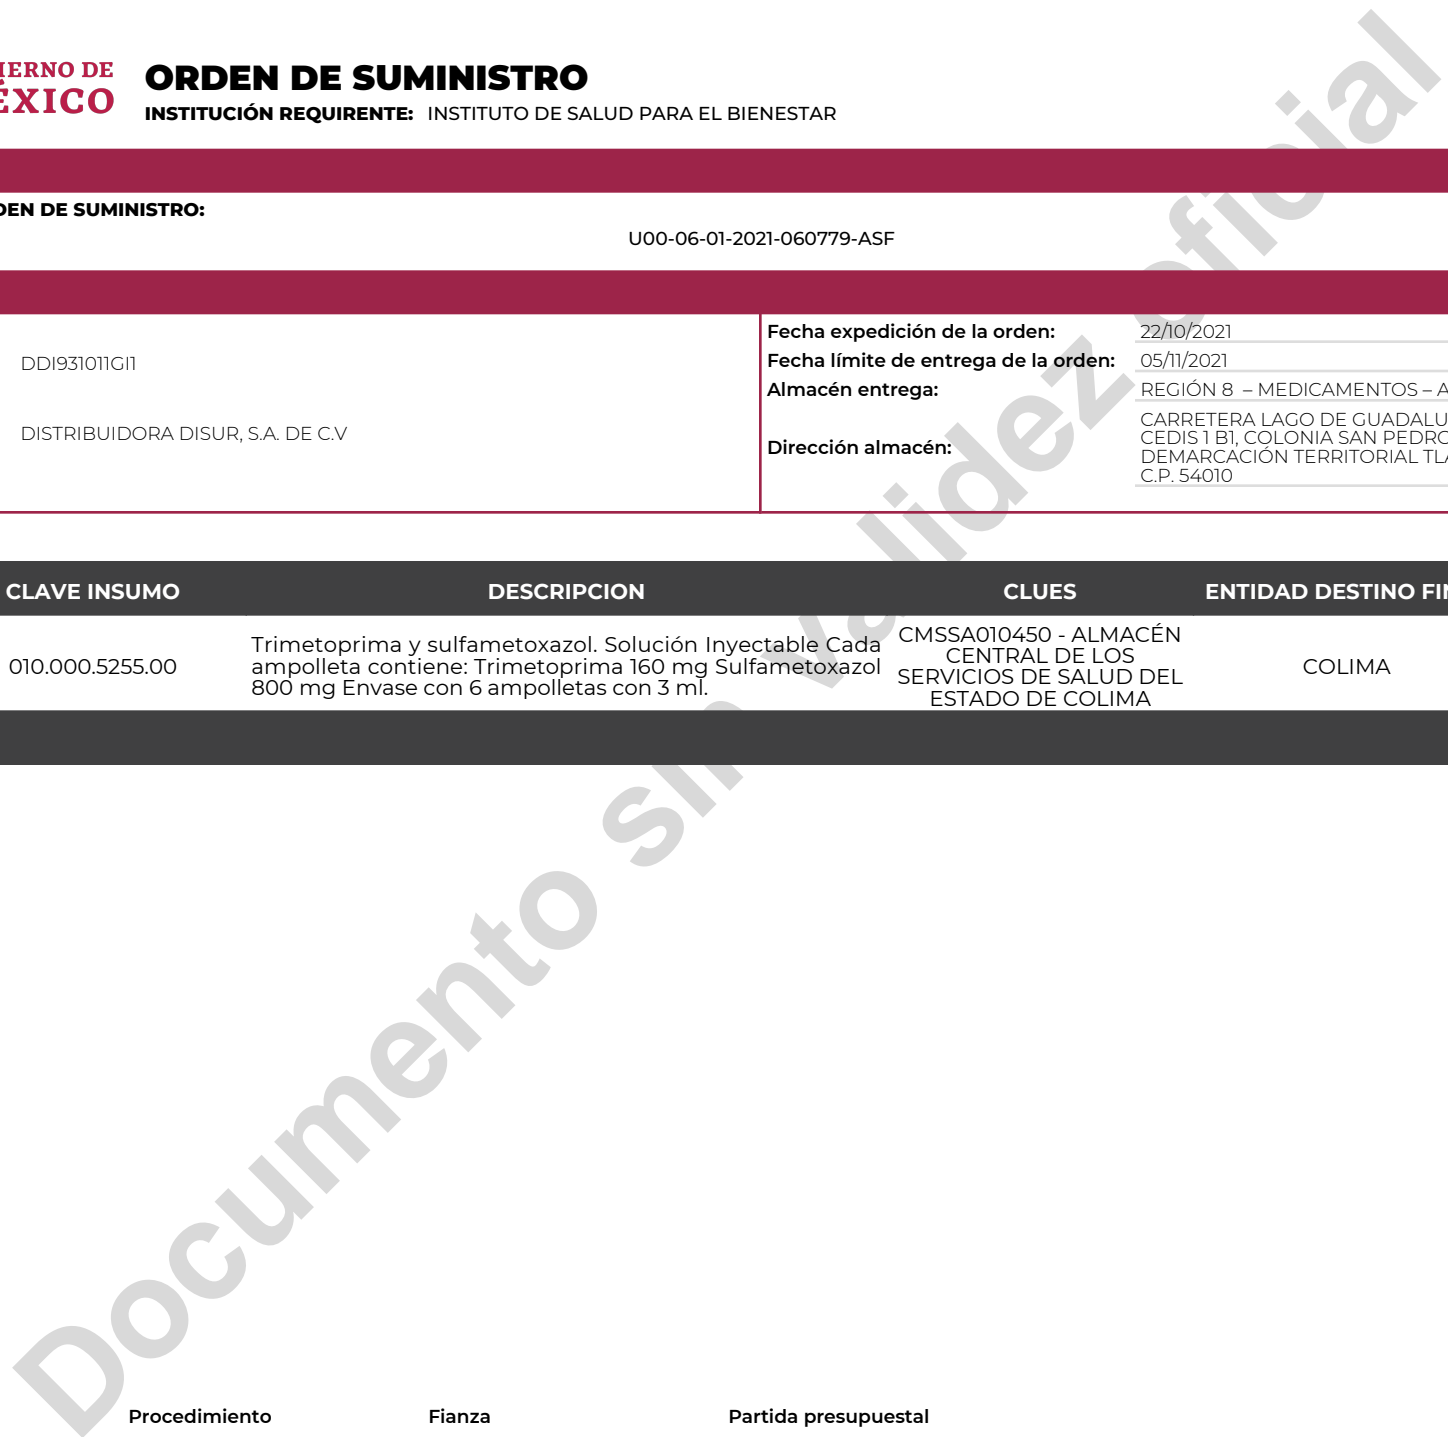 IERNO DE
ÉXICO
ORDEN DE SUMINISTRO
INSTITUCIÓN REQUIRENTE: INSTITUTO DE SALUD PARA EL BIENESTAR
DEN DE SUMINISTRO:
U00-06-01-2021-060779-ASF
DDI931011GI1
DISTRIBUIDORA DISUR, S.A. DE C.V
Fecha expedición de la orden: 22/10/2021
Fecha límite de entrega de la orden: 05/11/2021
Almacén entrega: REGIÓN 8 – MEDICAMENTOS – A
Dirección almacén:
CARRETERA LAGO DE GUADALU
CEDIS 1 B1, COLONIA SAN PEDRO
DEMARCACIÓN TERRITORIAL TLA
C.P. 54010
CLAVE INSUMO DESCRIPCION CLUES ENTIDAD DESTINO FIN
010.000.5255.00
Trimetoprima y sulfametoxazol. Solución Inyectable Cada
ampolleta contiene: Trimetoprima 160 mg Sulfametoxazol
800 mg Envase con 6 ampolletas con 3 ml.
CMSSA010450 - ALMACÉN
CENTRAL DE LOS
SERVICIOS DE SALUD DEL
ESTADO DE COLIMA
COLIMA
Documento sin validez oficial
Procedimiento Fianza Partida presupuestal